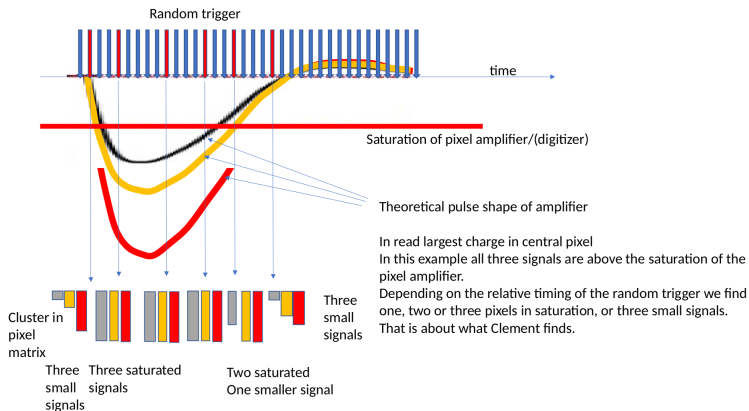 Random trigger
time
Saturation of pixel amplifier/(digitizer)
Theoretical pulse shape of amplifier
In read largest charge in central pixel
In this example all three signals are above the saturation of the
pixel amplifier.
Depending on the relative timing of the random trigger we find
one, two or three pixels in saturation, or three small signals.
That is about what Clement finds.
Cluster in
pixel
matrix
Three
small
signals
Three
small
signals
Three saturated
signals
Two saturated
One smaller signal